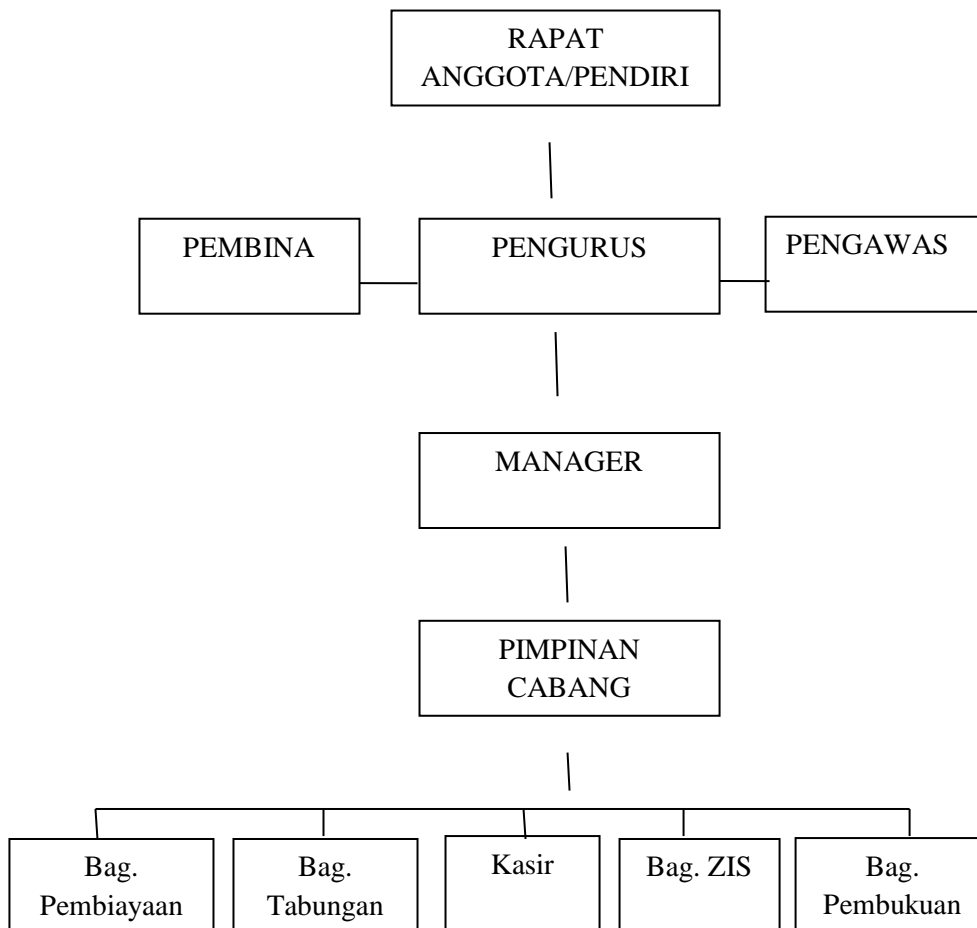 RAPAT
ANGGOTA/PENDIRI
PEMBINA
PENGURUS
PENGAWAS
MANAGER
PIMPINAN
CABANG
Bag.
Pembiayaan
Bag.
Tabungan
Kasir
Bag. ZIS
Bag.
Pembukuan